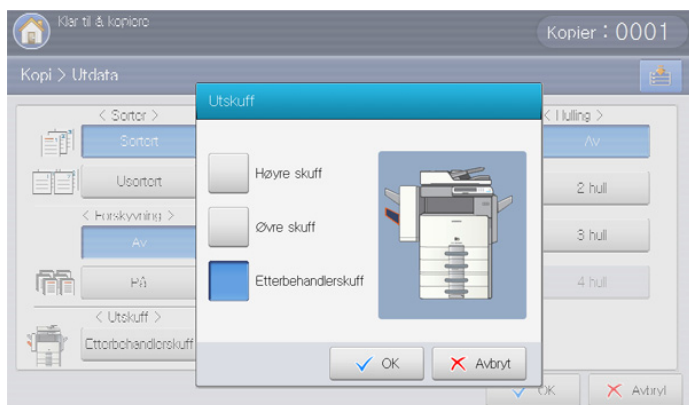 Klar til å kopiere
Kopier : 0001
Kopi > Utdata
< Sorter >
Sortert
Usortert
< Forskyvning >
Av
På
< Utskuff >
Etterbehandlerskuff
Utskuff
Høyre skuff
Øvre skuff
Etterbehandlerskuff
OK
Avbryt
< Hulling >
Av
2 hull
3 hull
4 hull
OK
Avbryt